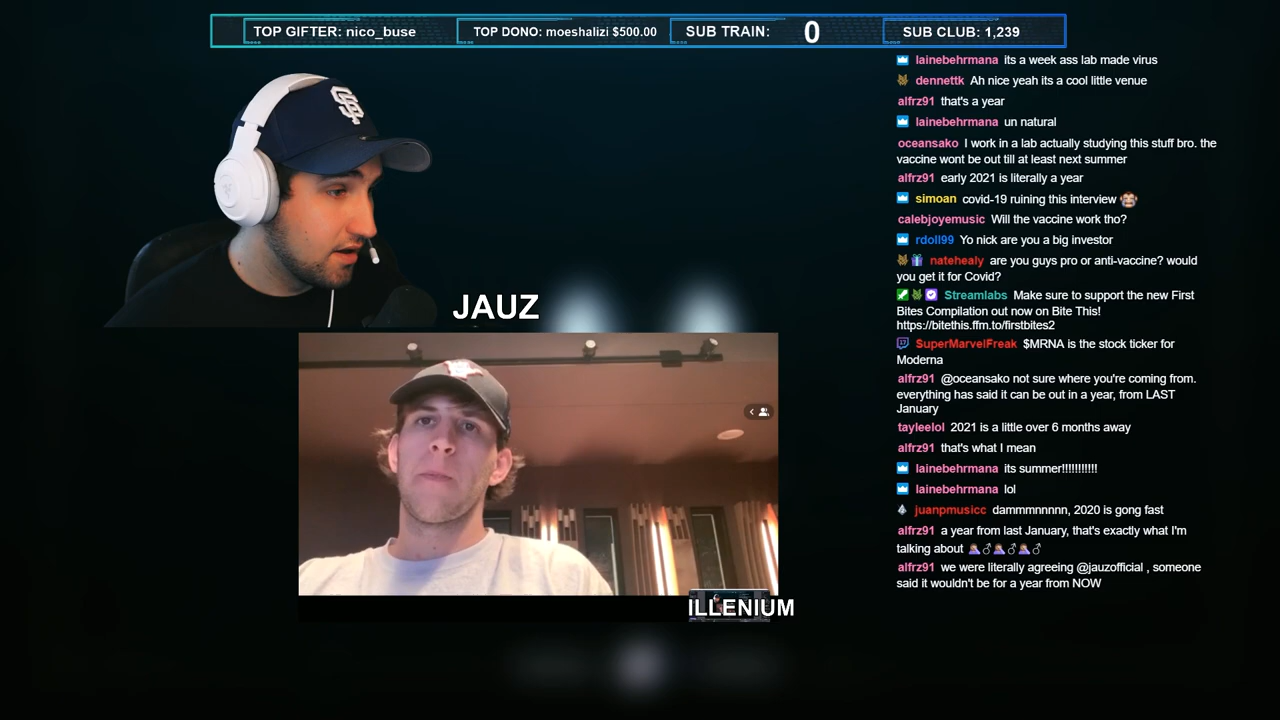 TOP GIFTER: nico_buse
TOP DONO: moeshalizi $500.00
SUB TRAIN: 0
SUB CLUB: 1,239
SF
JAUZ
ILLENIUM
lainebehrmana its a week ass lab made virus
dennettk Ah nice yeah its a cool little venue
alfrz91 that's a year
lainebehrmana un natural
oceansako I work in a lab actually studying this stuff bro. the
vaccine wont be out till at least next summer
alfrz91 early 2021 is literally a year
simoan covid-19 ruining this interview
calebjoyemusic Will the vaccine work tho?
rdoll99 Yo nick are you a big investor
natehealy are you guys pro or anti-vaccine? would
you get it for Covid?
Streamlabs Make sure to support the new First
Bites Compilation out now on Bite This!
https://bitethis.ffm.to/firstbites2
SuperMarvelFreak $MRNA is the stock ticker for
Moderna
alfrz91 @oceansako not sure where you're coming from.
everything has said it can be out in a year, from LAST
January
tayleelol 2021 is a little over 6 months away
alfrz91 that's what I mean
lainebehrmana its summer!!!!!!!!!!!
lainebehrmana lol
juanpmusicc dammmnnnnn, 2020 is gong fast
alfrz91 a year from last January, that's exactly what I'm
talking about 🤦🏾‍♂🤦🏾‍♂🤦🏾‍♂
alfrz91 we were literally agreeing @jauzofficial , someone
said it wouldn't be for a year from NOW